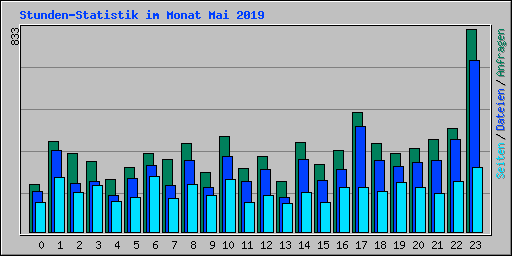 Stunden-Statistik im Monat Mai 2019
833
Seiten / Dateien / Anfragen
0 1 2 3 4 5 6 7 8 9 10 11 12 13 14 15 16 17 18 19 20 21 22 23